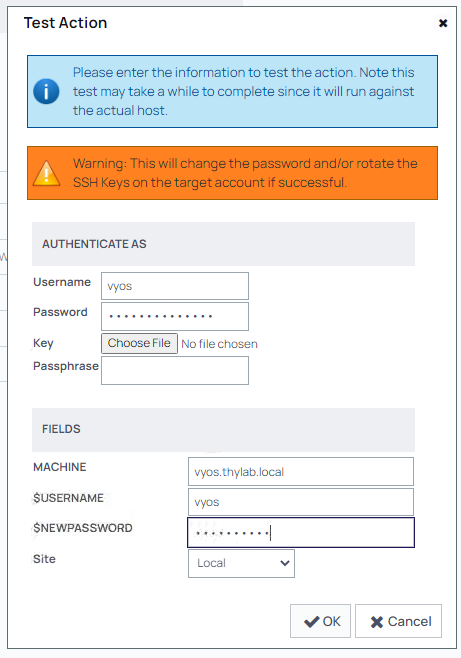 Test Action
Please enter the information to test the action. Note this
test may take a while to complete since it will run against
the actual host.
Warning: This will change the password and/or rotate the
SSH Keys on the target account if successful.
AUTHENTICATE AS
Username vyos
Password ••••••••••••••
Key Choose File No file chosen
Passphrase
FIELDS
MACHINE vyos.thylab.local
$USERNAME vyos
$NEWPASSWORD ••••••••••
Site Local
OK Cancel